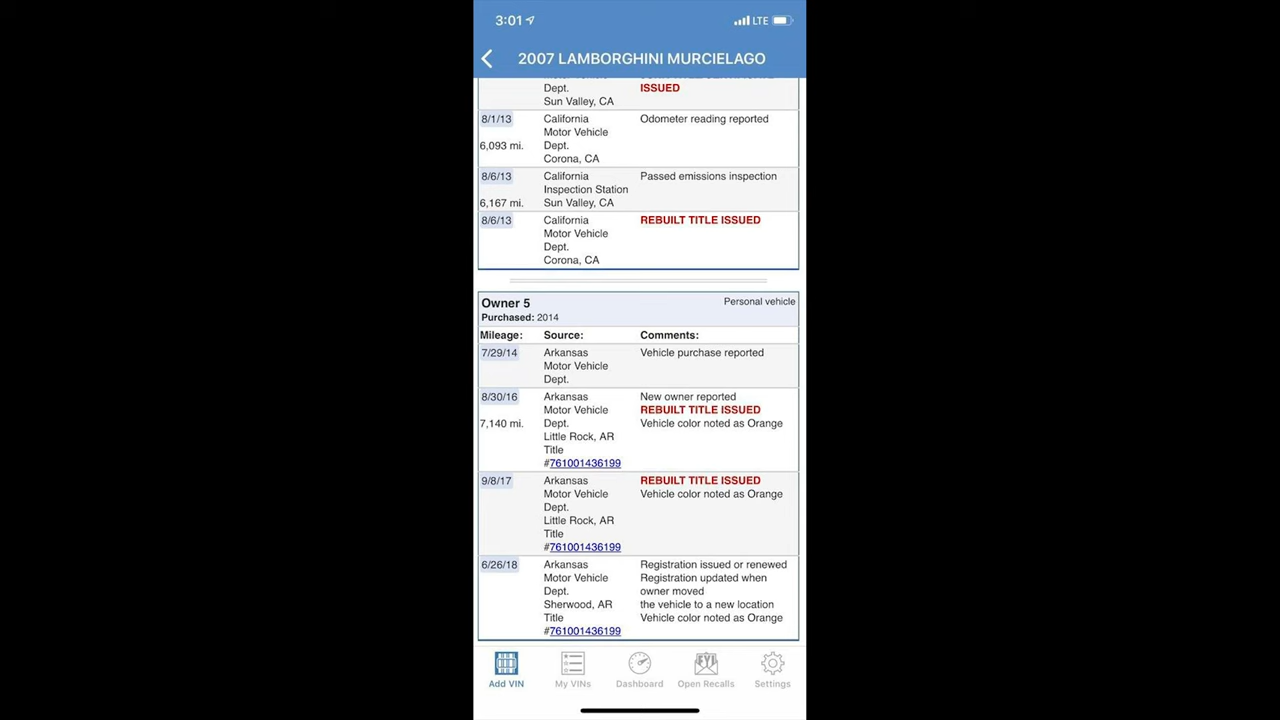 3:01
LTE
2007 LAMBORGHINI MURCIELAGO
Dept.
ISSUED
Sun Valley, CA
8/1/13
California
Odometer reading reported
Motor Vehicle
6,093 mi.
Dept.
Corona, CA
8/6/13
California
Passed emissions inspection
Inspection Station
6,167 mi.
Sun Valley, CA
8/6/13
California
REBUILT TITLE ISSUED
Motor Vehicle
Dept.
Corona, CA
Owner 5
Personal vehicle
Purchased: 2014
Mileage:
Source:
Comments:
7/29/14
Arkansas
Vehicle purchase reported
Motor Vehicle
Dept.
8/30/16
Arkansas
New owner reported
Motor Vehicle
REBUILT TITLE ISSUED
7,140 mi.
Dept.
Vehicle color noted as Orange
Little Rock, AR
Title
#761001436199
9/8/17
Arkansas
REBUILT TITLE ISSUED
Motor Vehicle
Vehicle color noted as Orange
Dept.
Little Rock, AR
Title
#761001436199
6/26/18
Arkansas
Registration issued or renewed
Motor Vehicle
Registration updated when
Dept.
owner moved
Sherwood, AR
the vehicle to a new location
Title
Vehicle color noted as Orange
#761001436199
FYI
Add VIN
My VINs
Dashboard
Open Recalls
Settings